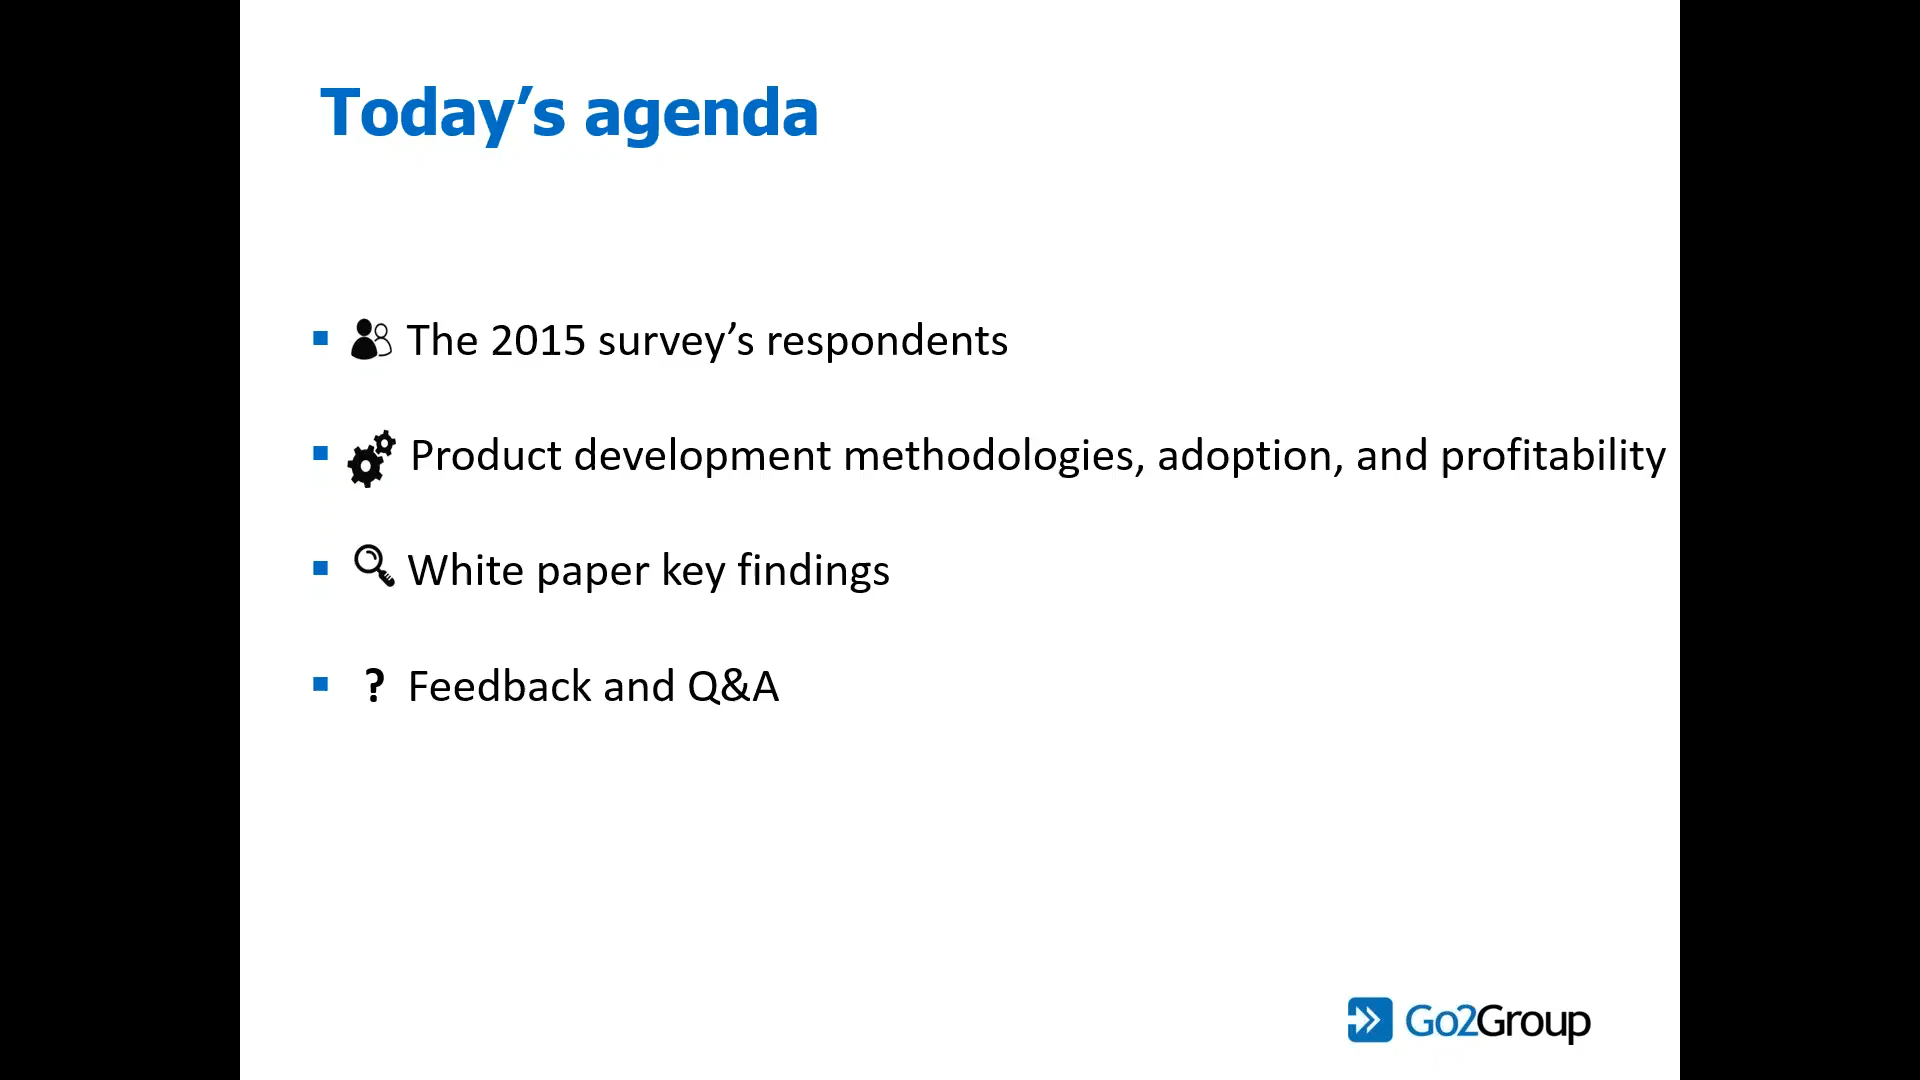 Today’s agenda
The 2015 survey’s respondents
Product development methodologies, adoption, and profitability
White paper key findings
? Feedback and Q&A
Go2Group